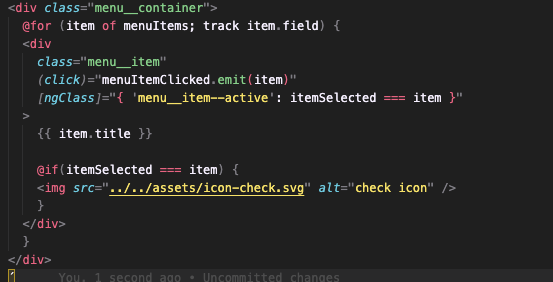 <div class="menu__container">
@for (item of menuItems; track item.field) {
<div
class="menu__item"
(click)="menuItemClicked.emit(item)"
[ngClass]="{ 'menu__item--active': itemSelected === item }"
>
{{ item.title }}
@if(itemSelected === item) {
<img src="../../assets/icon-check.svg" alt="check icon" />
}
</div>
}
</div>
You, 1 second ago • Uncommitted changes